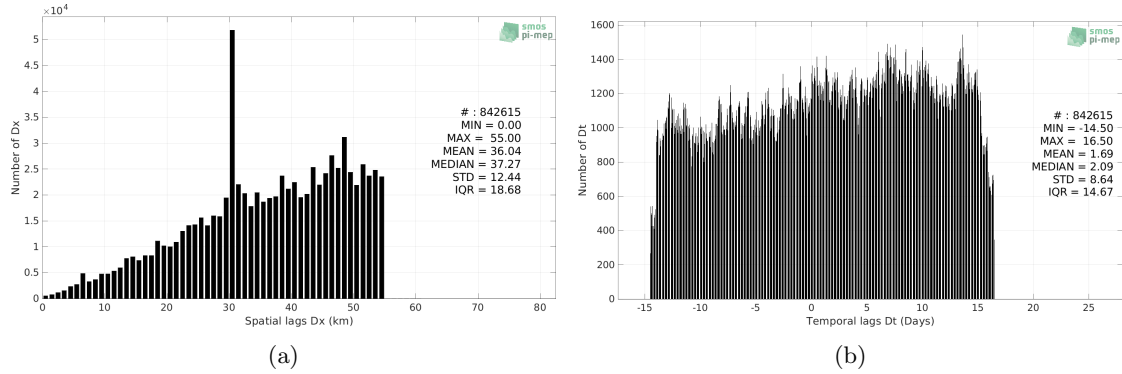 ×10⁴
5
4.5
4
3.5
3
2.5
2
1.5
1
0.5
0
Number of Dx
0 10 20 30 40 50 60 70 80
Spatial lags Dx (km)
smos
pi-mep
# : 842615
MIN = 0.00
MAX = 55.00
MEAN = 36.04
MEDIAN = 37.27
STD = 12.44
IQR = 18.68
(a)
1600
1400
1200
1000
800
600
400
200
0
Number of Dt
-15 -10 -5 0 5 10 15 20 25
Temporal lags Dt (Days)
smos
pi-mep
# : 842615
MIN = -14.50
MAX = 16.50
MEAN = 1.69
MEDIAN = 2.09
STD = 8.64
IQR = 14.67
(b)